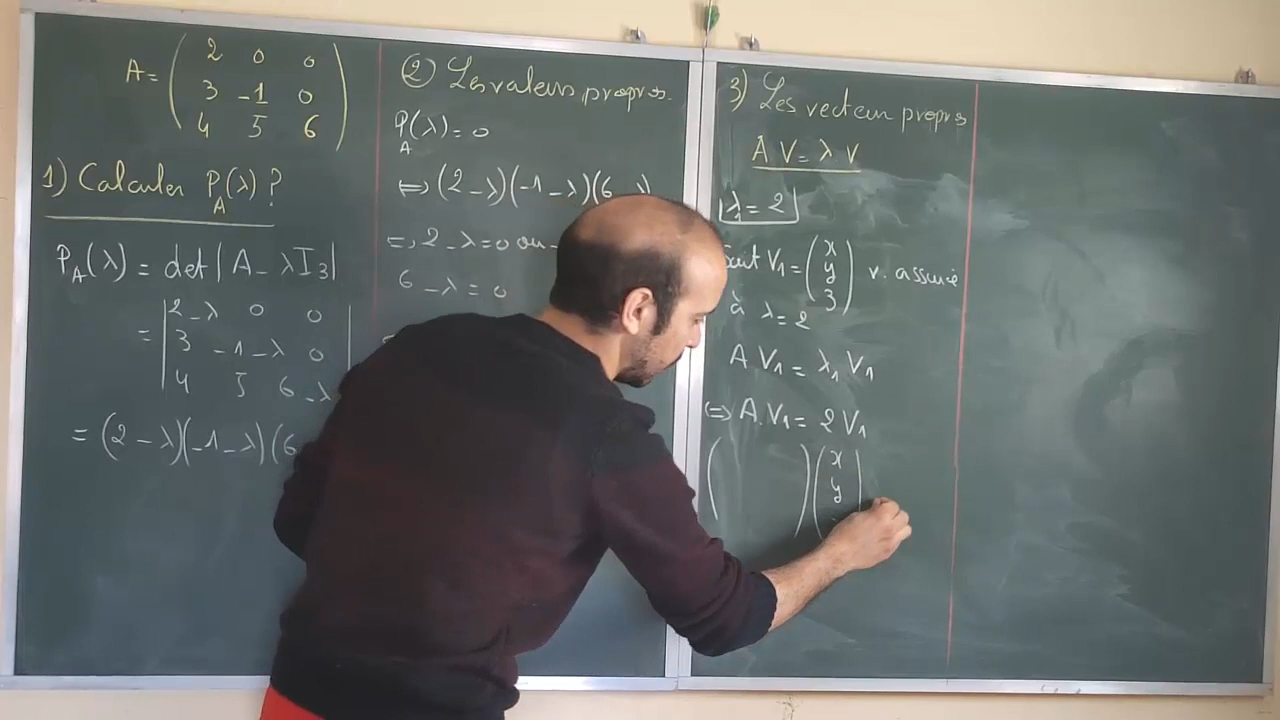 A = ( 2 0 0
3 -1 0
4 5 6 )
1) Calculer P_A(λ) ?
P_A(λ) = det | A - λ I3 |
= | 2-λ 0 0
3 -1-λ 0
4 5 6-λ
= (2-λ)(-1-λ)(6
② Les valeurs propres.
P_A(λ) = 0
⇔ (2-λ)(-1-λ)(6-λ)
⇔ 2-λ=0 ou
6-λ=0
3) Les vecteurs propres
A V = λ V
λ1 = 2
Soit V1 = ( x
y
z ) v. associé
à λ = 2
A V1 = λ1 V1
⇔ A. V1 = 2 V1
( ) ( x
y